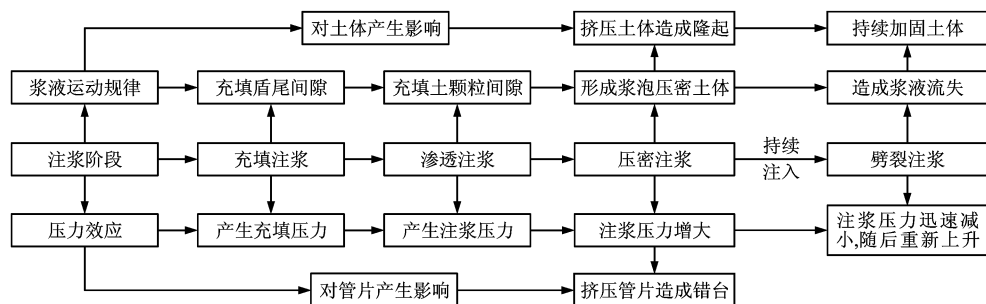 对土体产生影响
挤压土体造成隆起
持续加固土体
浆液运动规律
充填盾尾间隙
充填土颗粒间隙
形成浆泡压密土体
造成浆液流失
注浆阶段
充填注浆
渗透注浆
压密注浆
持续
注入
劈裂注浆
压力效应
产生充填压力
产生注浆压力
注浆压力增大
注浆压力迅速减
小,随后重新上升
对管片产生影响
挤压管片造成错台